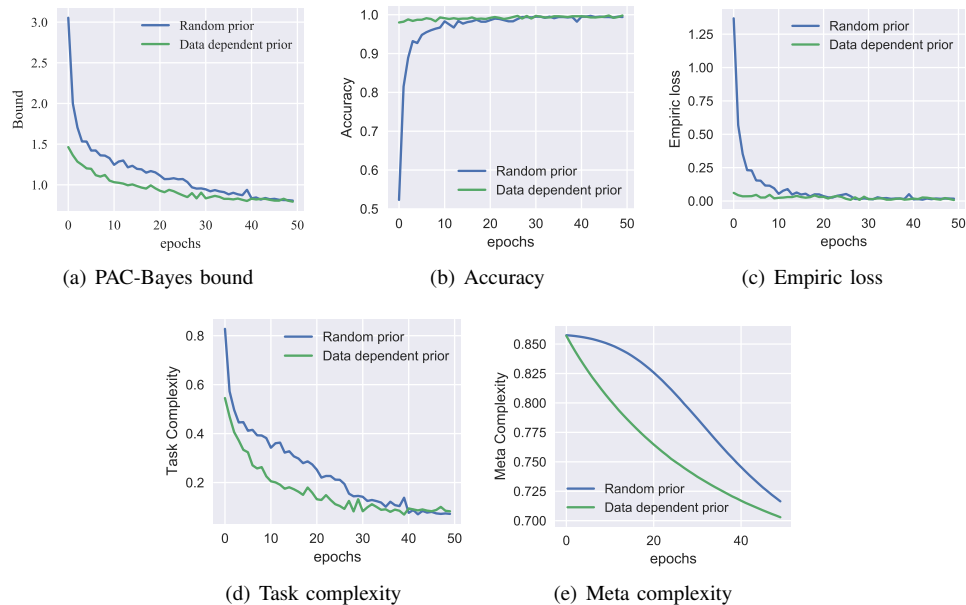 3.0
2.5
2.0
1.5
1.0
Bound
Random prior
Data dependent prior
0 10 20 30 40 50
epochs
(a) PAC-Bayes bound
1.0
0.9
0.8
0.7
0.6
0.5
Accuracy
Random prior
Data dependent prior
0 10 20 30 40 50
epochs
(b) Accuracy
1.25
1.00
0.75
0.50
0.25
0.00
Empiric loss
Random prior
Data dependent prior
0 10 20 30 40 50
epochs
(c) Empiric loss
0.8
0.6
0.4
0.2
Task Complexity
Random prior
Data dependent prior
0 10 20 30 40 50
epochs
(d) Task complexity
0.850
0.825
0.800
0.775
0.750
0.725
0.700
Meta Complexity
Random prior
Data dependent prior
0 20 40
epochs
(e) Meta complexity